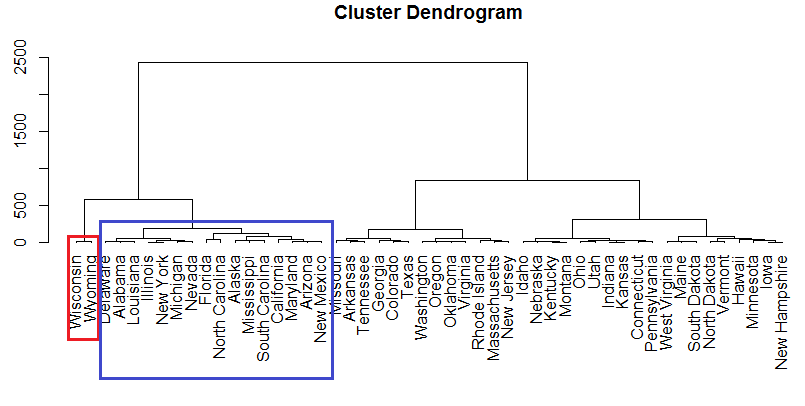 Cluster Dendrogram
2500
1500
500
0
Wisconsin
Wyoming
Delaware
Alabama
Louisiana
Illinois
New York
Michigan
Nevada
Florida
North Carolina
Alaska
Mississippi
South Carolina
California
Maryland
Arizona
New Mexico
Missouri
Arkansas
Tennessee
Georgia
Colorado
Texas
Washington
Oregon
Oklahoma
Virginia
Rhode Island
Massachusetts
New Jersey
Idaho
Nebraska
Kentucky
Montana
Ohio
Utah
Indiana
Kansas
Connecticut
Pennsylvania
West Virginia
Maine
South Dakota
North Dakota
Vermont
Hawaii
Minnesota
Iowa
New Hampshire